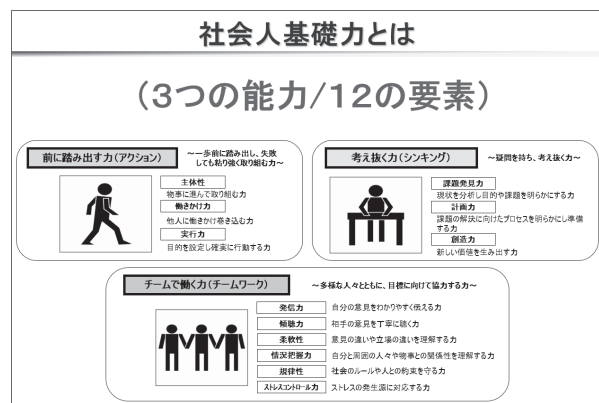 社会人基礎力とは
(3つの能力/12の要素)
前に踏み出す力(アクション)
~一歩前に踏み出し、失敗
しても粘り強く取り組む力~
主体性
物事に進んで取り組む力
働きかけ力
他人に働きかけ巻き込む力
実行力
目的を設定し確実に行動する力
考え抜く力(シンキング)
~疑問を持ち、考え抜く力~
課題発見力
現状を分析し目的や課題を明らかにする力
計画力
課題の解決に向けたプロセスを明らかにし準備
する力
創造力
新しい価値を生み出す力
チームで働く力(チームワーク)
~多様な人々とともに、目標に向けて協力する力~
発信力
自分の意見をわかりやすく伝える力
傾聴力
相手の意見を丁寧に聴く力
柔軟性
意見の違いや立場の違いを理解する力
情況把握力
自分と周囲の人々や物事との関係性を理解する力
規律性
社会のルールや人との約束を守る力
ストレスコントロール力
ストレスの発生源に対応する力